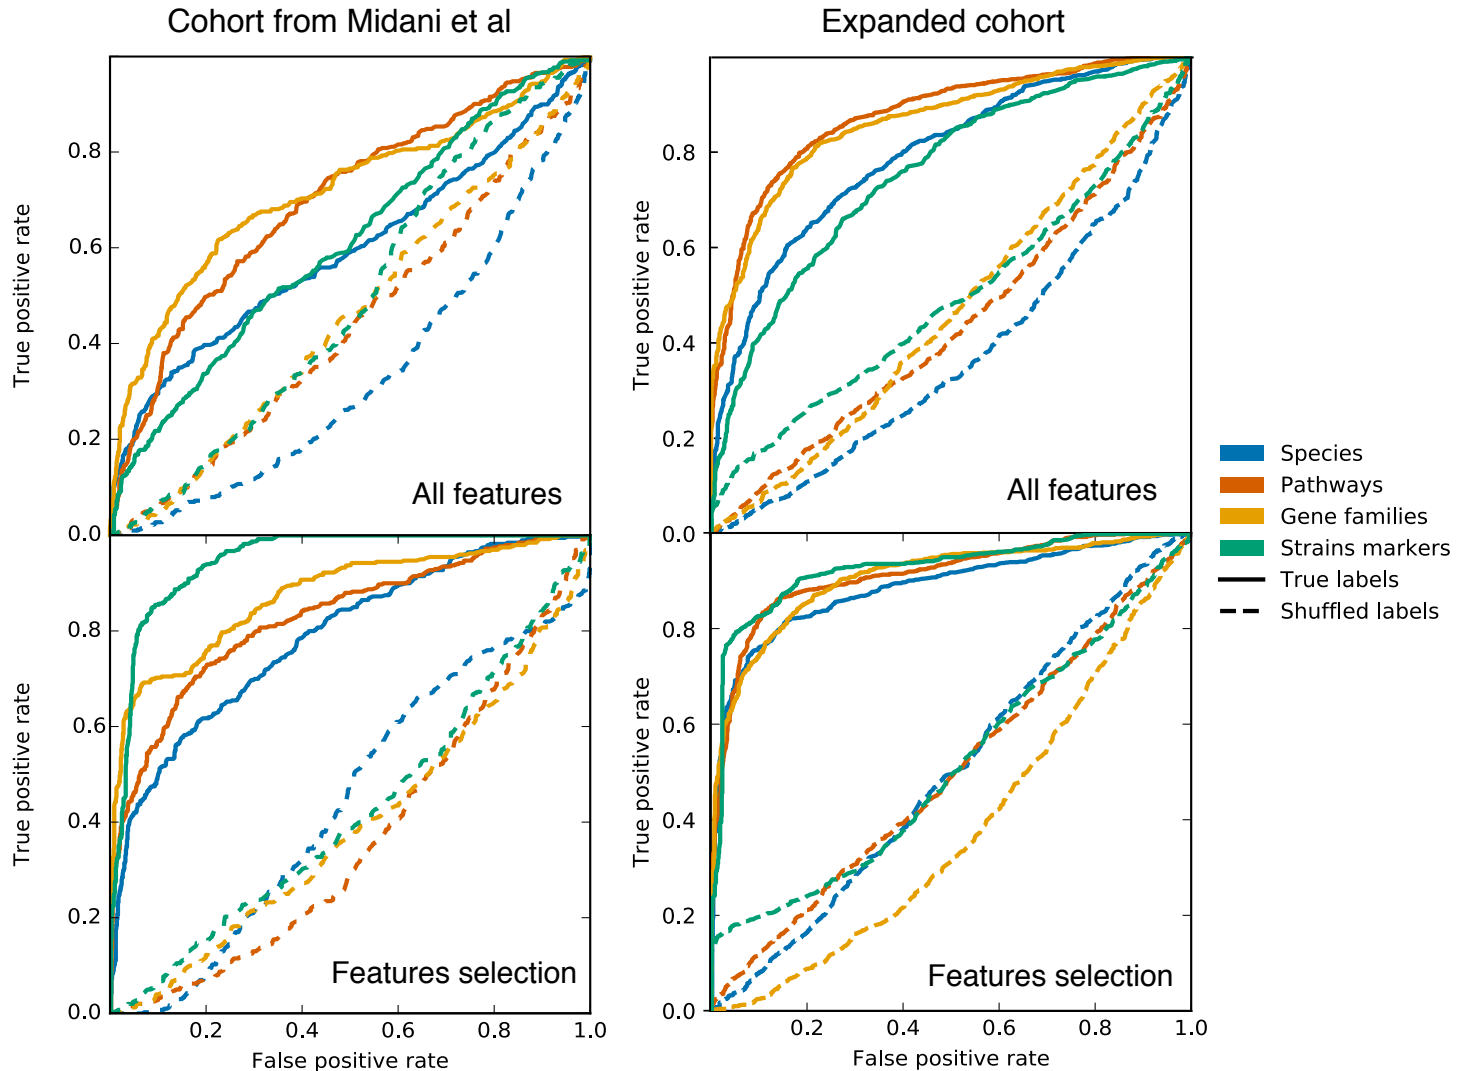 Cohort from Midani et al
Expanded cohort
True positive rate
0.8
0.6
0.4
0.2
0.0
All features
True positive rate
0.8
0.6
0.4
0.2
0.0
All features
Species
Pathways
Gene families
Strains markers
True labels
Shuffled labels
True positive rate
0.8
0.6
0.4
0.2
0.0
Features selection
0.2 0.4 0.6 0.8 1.0
False positive rate
True positive rate
0.8
0.6
0.4
0.2
0.0
Features selection
0.2 0.4 0.6 0.8 1.0
False positive rate